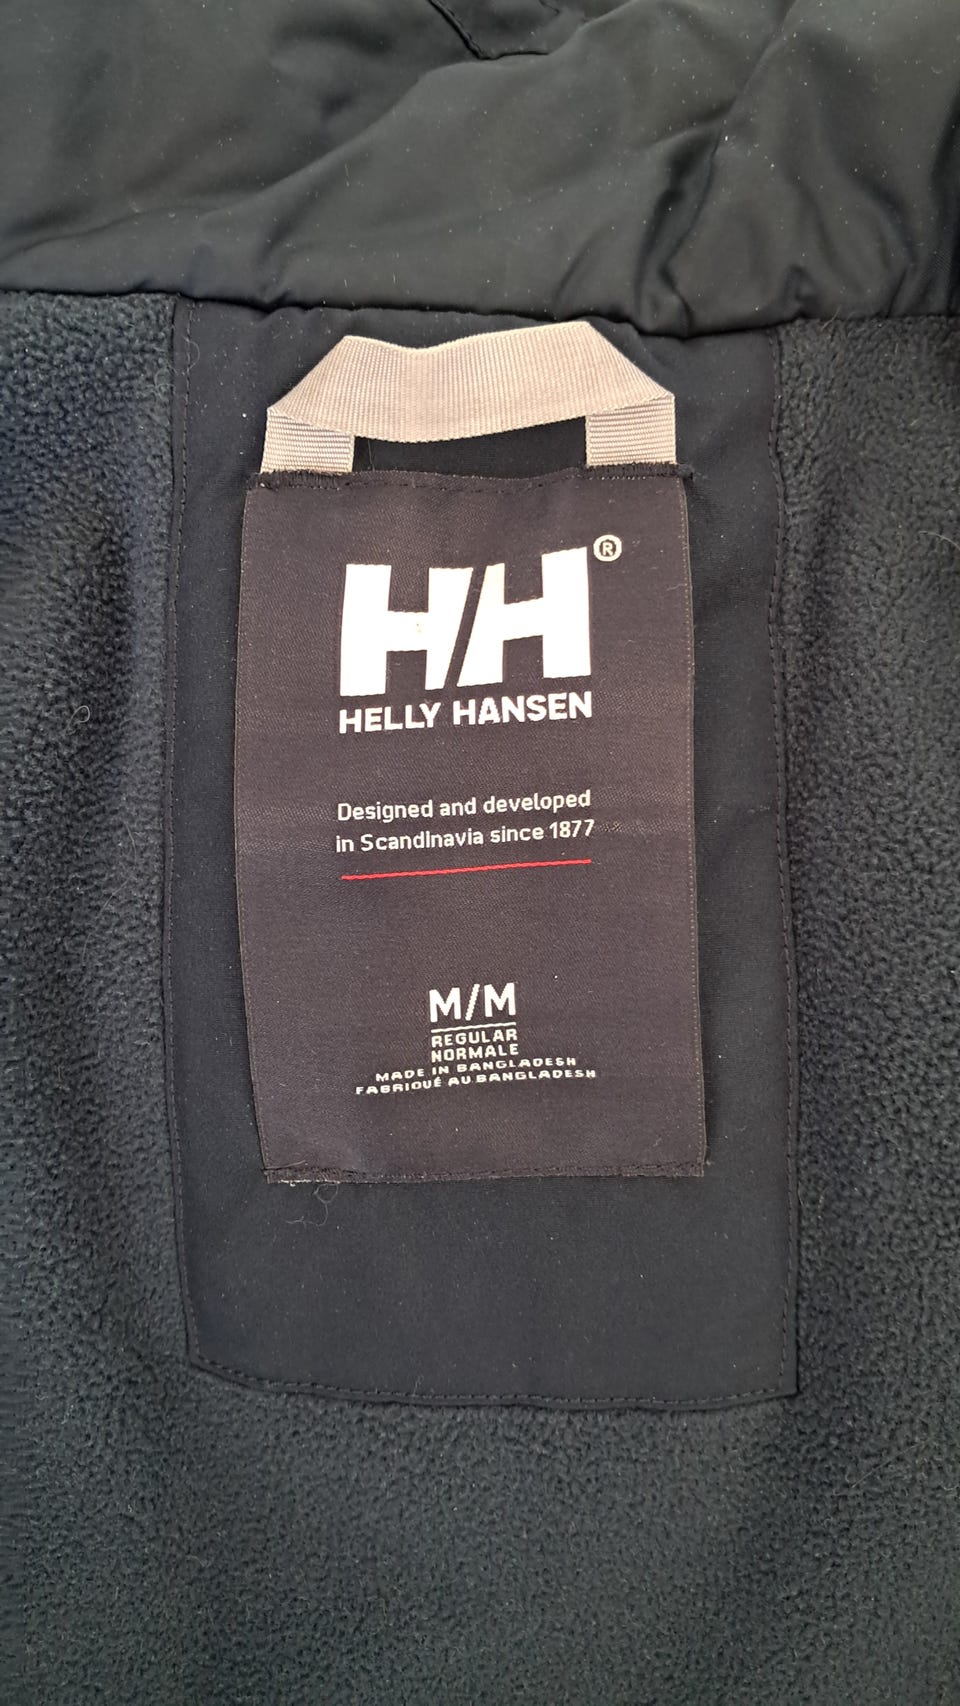 HH®
HELLY HANSEN
Designed and developed
in Scandinavia since 1877
M/M
REGULAR
NORMALE
MADE IN BANGLADESH
FABRIQUÉ AU BANGLADESH